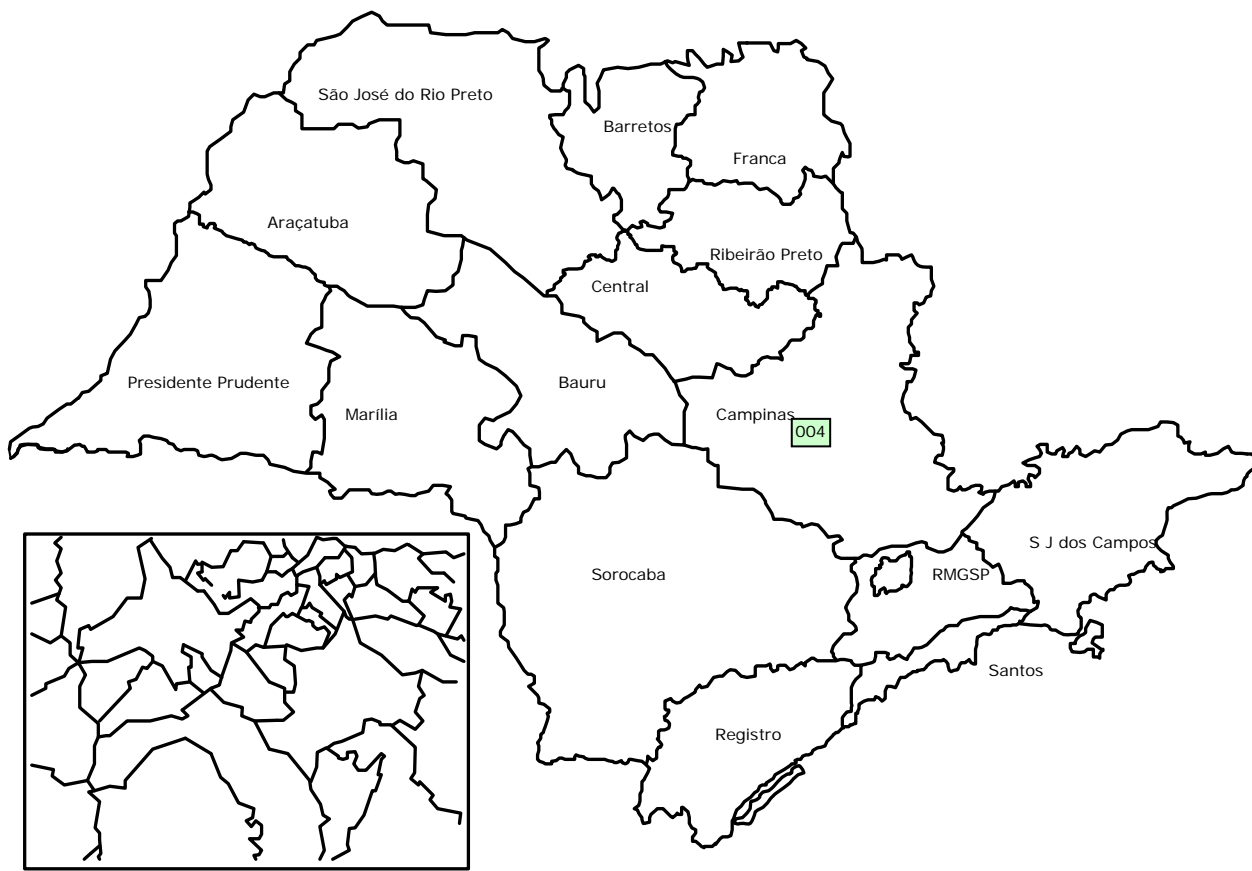 São José do Rio Preto
Barretos
Franca
Araçatuba
Ribeirão Preto
Central
Presidente Prudente
Bauru
Marília
Campinas
004
S J dos Campos
Sorocaba
RMGSP
Santos
Registro